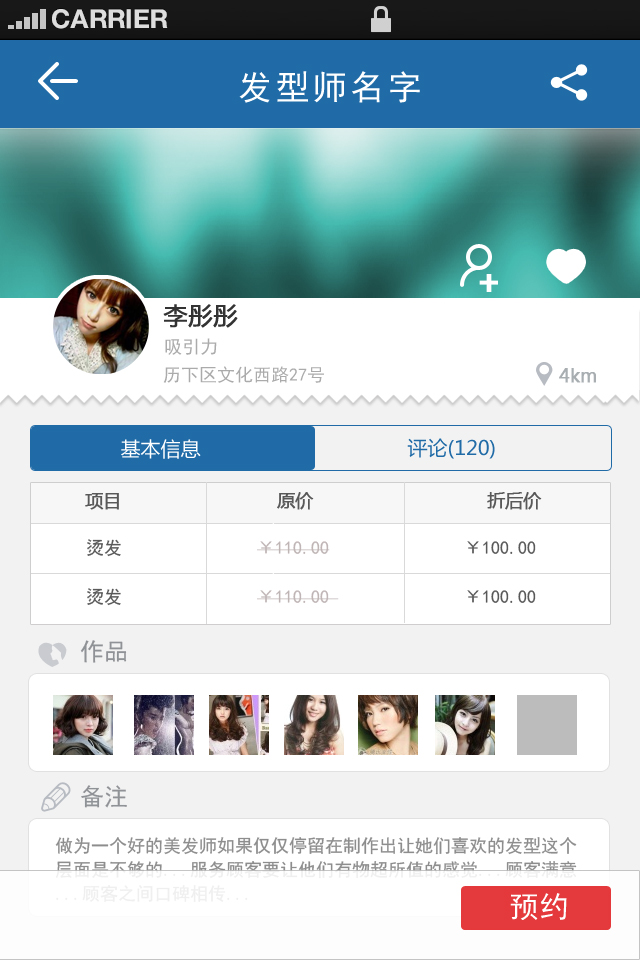 CARRIER
发型师名字
李彤彤
吸引力
历下区文化西路27号
4km
基本信息
评论(120)
项目 原价 折后价
烫发 ￥110.00 ￥100.00
烫发 ￥110.00 ￥100.00
作品
备注
做为一个好的美发师如果仅仅停留在制作出让她们喜欢的发型这个
层面是不够的...服务顾客要让他们有物超所值的感觉...顾客满意
...顾客之间口碑相传...
预约